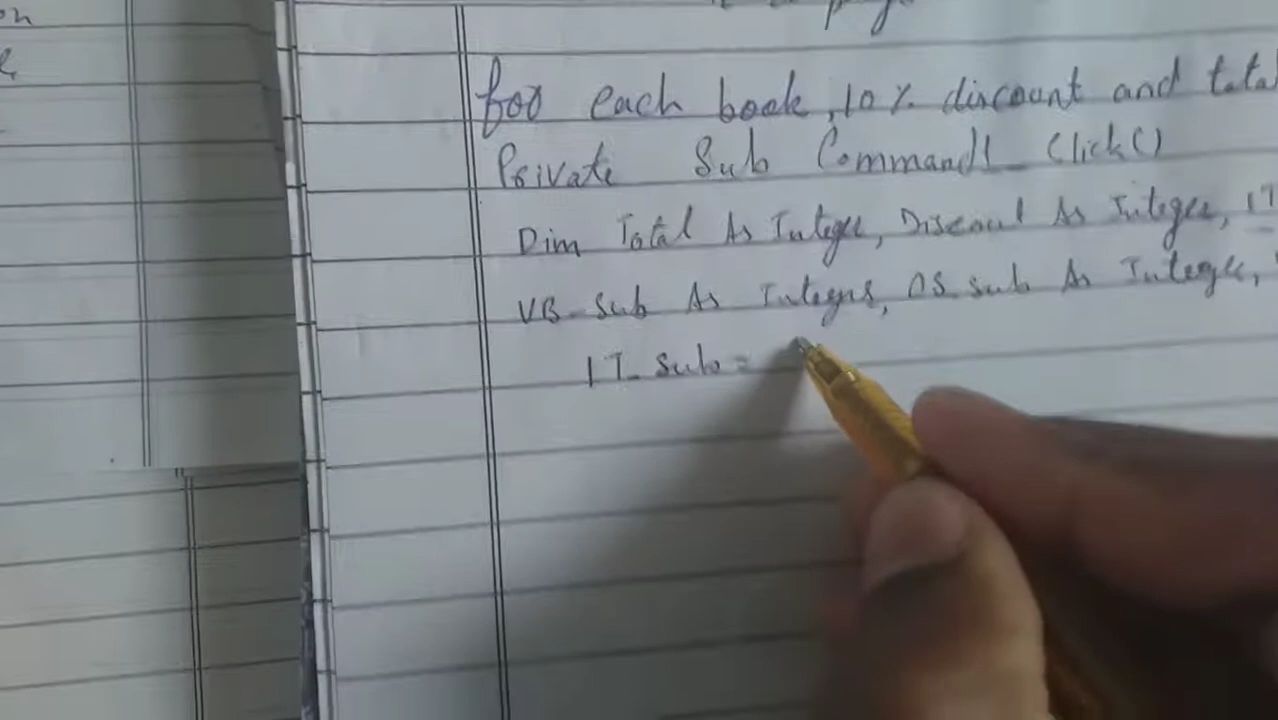 on
for each book, 10% discount and total
Private Sub Command1_Click()
Dim Total As Integer, Discount As Integer, IT
VB_Sub As Integer, OS_sub As Integer,
IT_Sub =